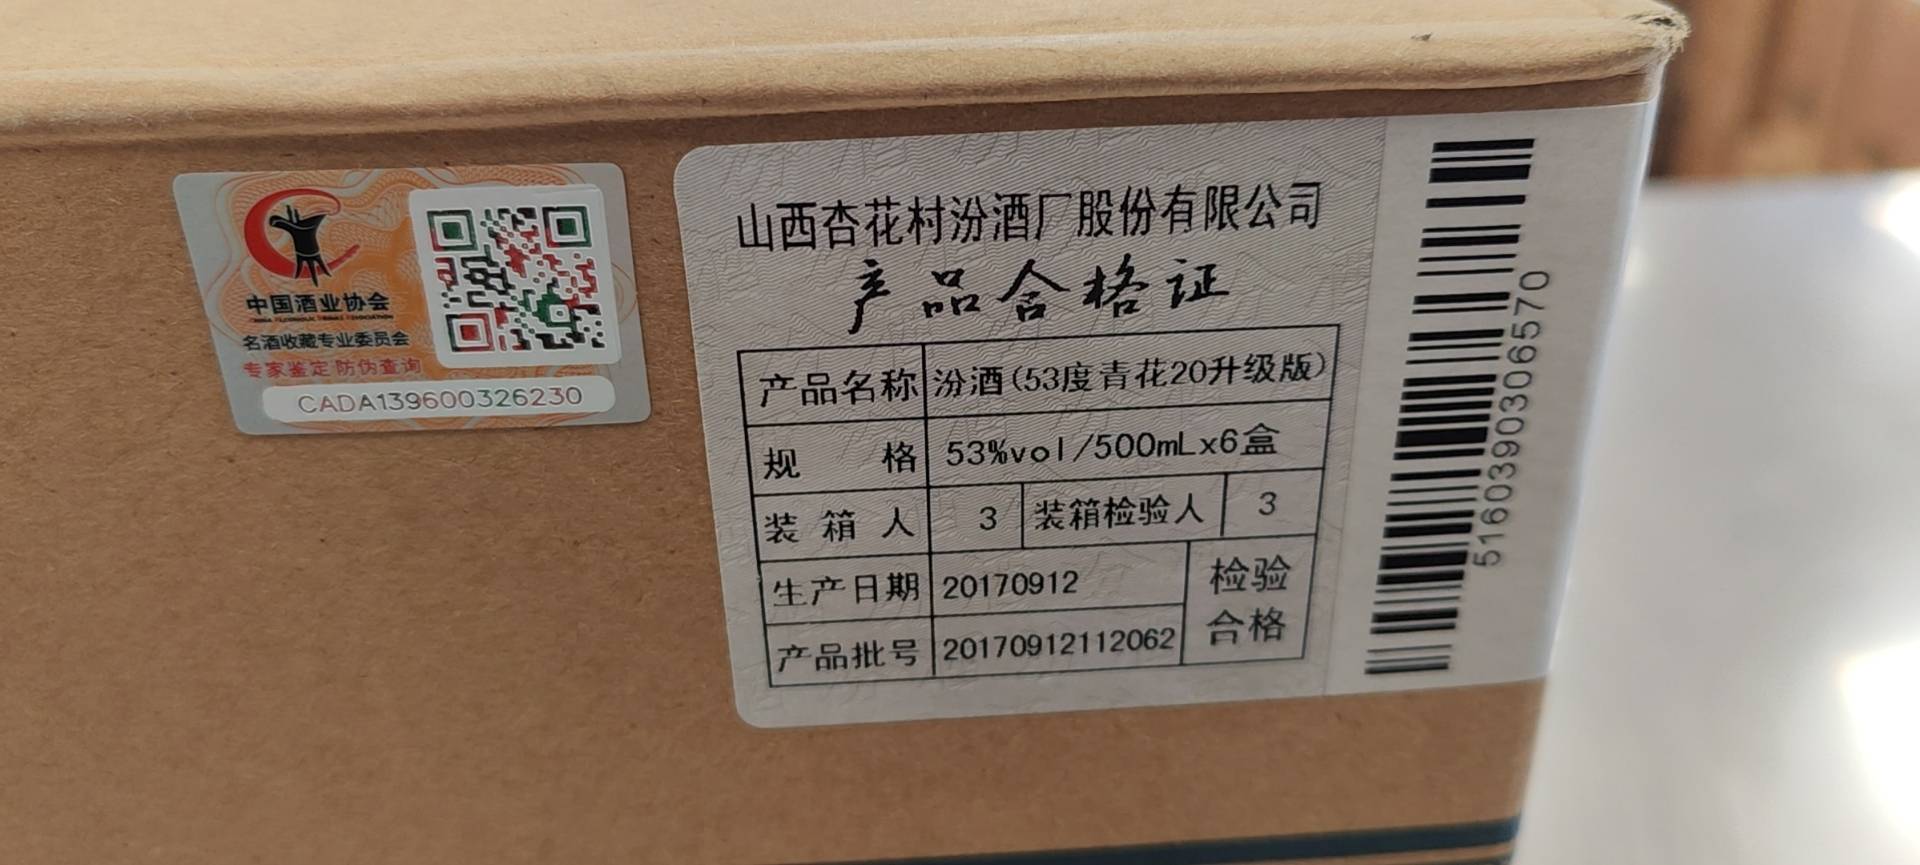 中国酒业协会
名酒收藏专业委员会
专家鉴定 防伪查询
CADA139600326230
山西杏花村汾酒厂股份有限公司
产品合格证
产品名称 汾酒(53度青花20升级版)
规格 53%vol/500mLx6盒
装箱人 3 装箱检验人 3
生产日期 20170912 检验
产品批号 20170912112062 合格
5160390306570